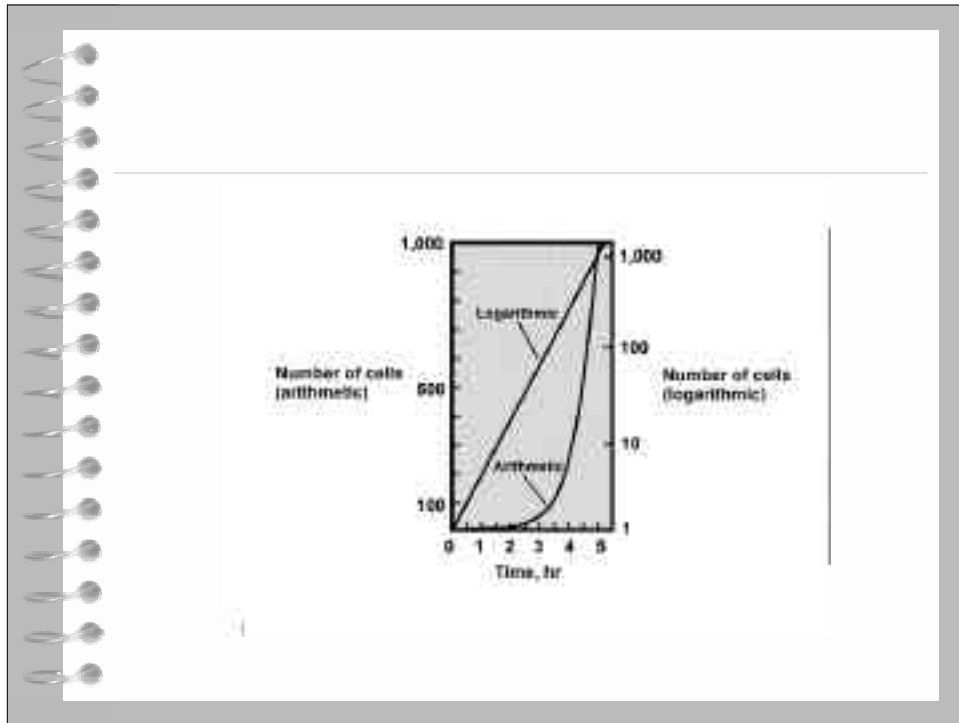 1,000
Logarithmic
1,000
100
Number of cells
(arithmetic)
500
Number of cells
(logarithmic)
10
Arithmetic
100
1
0 1 2 3 4 5
Time, hr